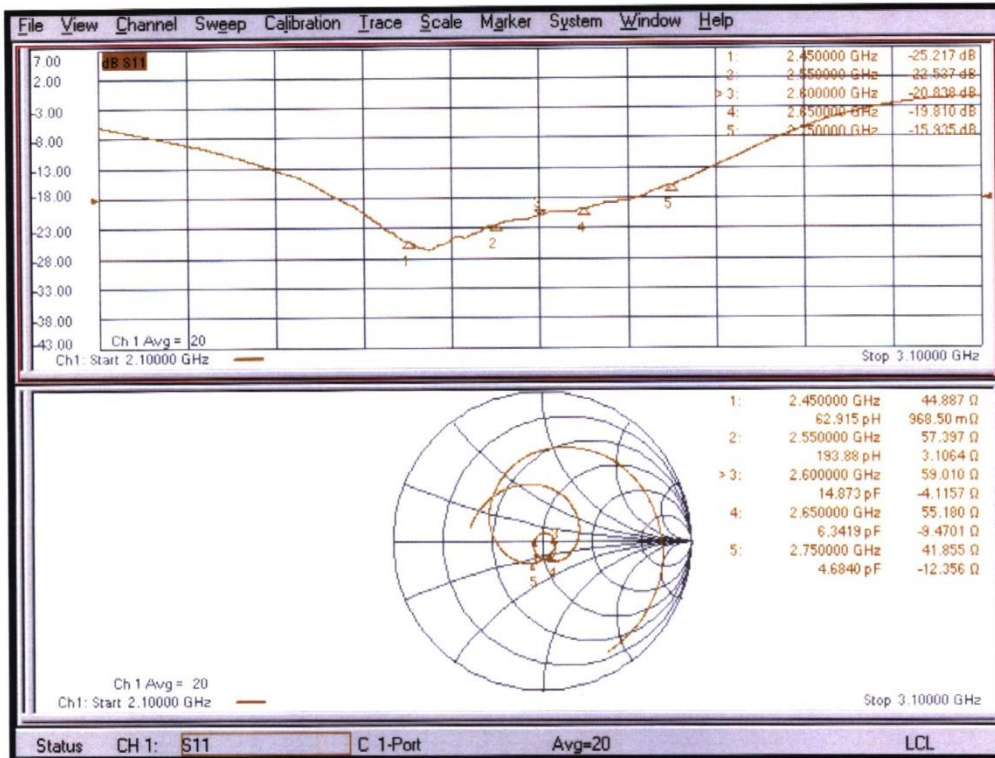 File View Channel Sweep Calibration Trace Scale Marker System Window Help
7.00
2.00
-3.00
-8.00
-13.00
-18.00
-23.00
-28.00
-33.00
-38.00
-43.00
dB S11
1: 2.450000 GHz -25.217 dB
2: 2.550000 GHz -22.537 dB
> 3: 2.600000 GHz -20.838 dB
4: 2.650000 GHz -19.810 dB
5: 2.750000 GHz -15.935 dB
1
2
3
4
5
Ch 1 Avg = 20
Ch1: Start 2.10000 GHz
Stop 3.10000 GHz
1: 2.450000 GHz 44.887 Ω
62.915 pH 968.50 mΩ
2: 2.550000 GHz 57.397 Ω
193.88 pH 3.1064 Ω
> 3: 2.600000 GHz 59.010 Ω
14.873 pF -4.1157 Ω
4: 2.650000 GHz 55.180 Ω
6.3419 pF -9.4701 Ω
5: 2.750000 GHz 41.855 Ω
4.6840 pF -12.356 Ω
5
4
Ch 1 Avg = 20
Ch1: Start 2.10000 GHz
Stop 3.10000 GHz
Status CH 1: S11 C 1-Port Avg=20 LCL